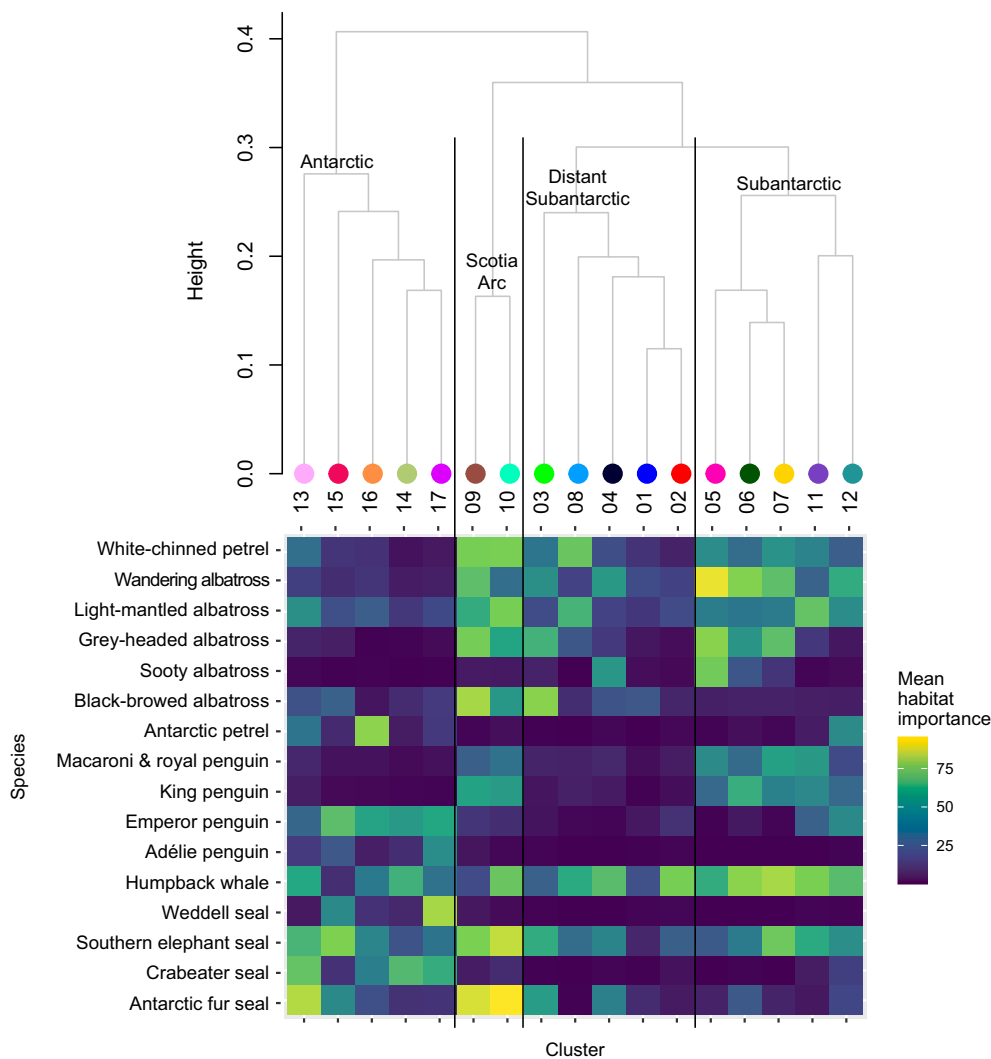 0.4
0.3
0.2
0.1
0.0
Height
Antarctic
Scotia
Arc
Distant
Subantarctic
Subantarctic
13 15 16 14 17 09 10 03 08 04 01 02 05 06 07 11 12
White-chinned petrel
Wandering albatross
Light-mantled albatross
Grey-headed albatross
Sooty albatross
Black-browed albatross
Antarctic petrel
Macaroni & royal penguin
King penguin
Emperor penguin
Adélie penguin
Humpback whale
Weddell seal
Southern elephant seal
Crabeater seal
Antarctic fur seal
Species
Cluster
Mean
habitat
importance
75
50
25